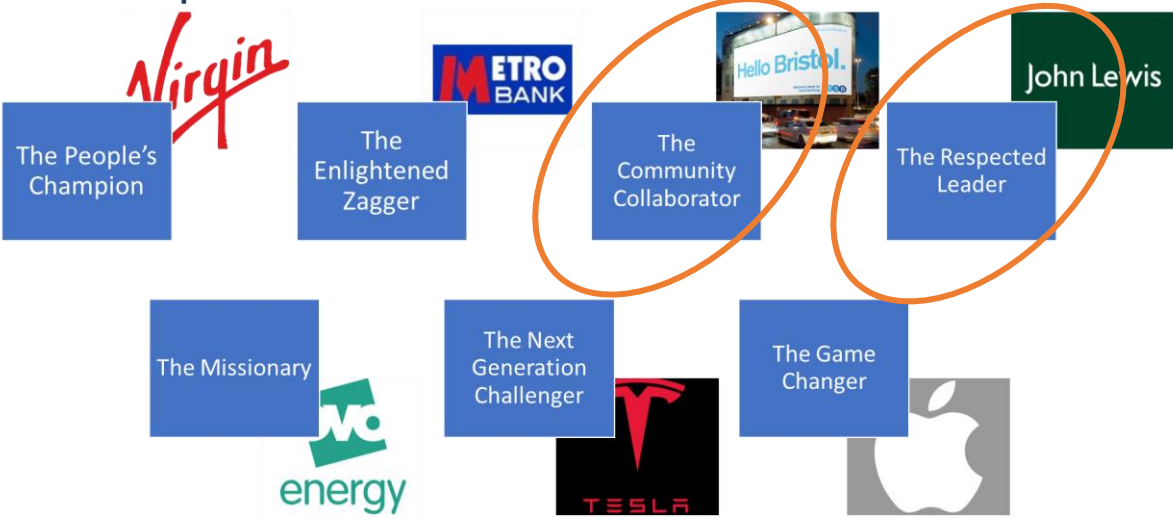 Virgin
METRO
BANK
Hello Bristol.
John Lewis
The People's
Champion
The
Enlightened
Zagger
The
Community
Collaborator
The Respected
Leader
The Missionary
The Next
Generation
Challenger
The Game
Changer
ovo
energy
TESLA